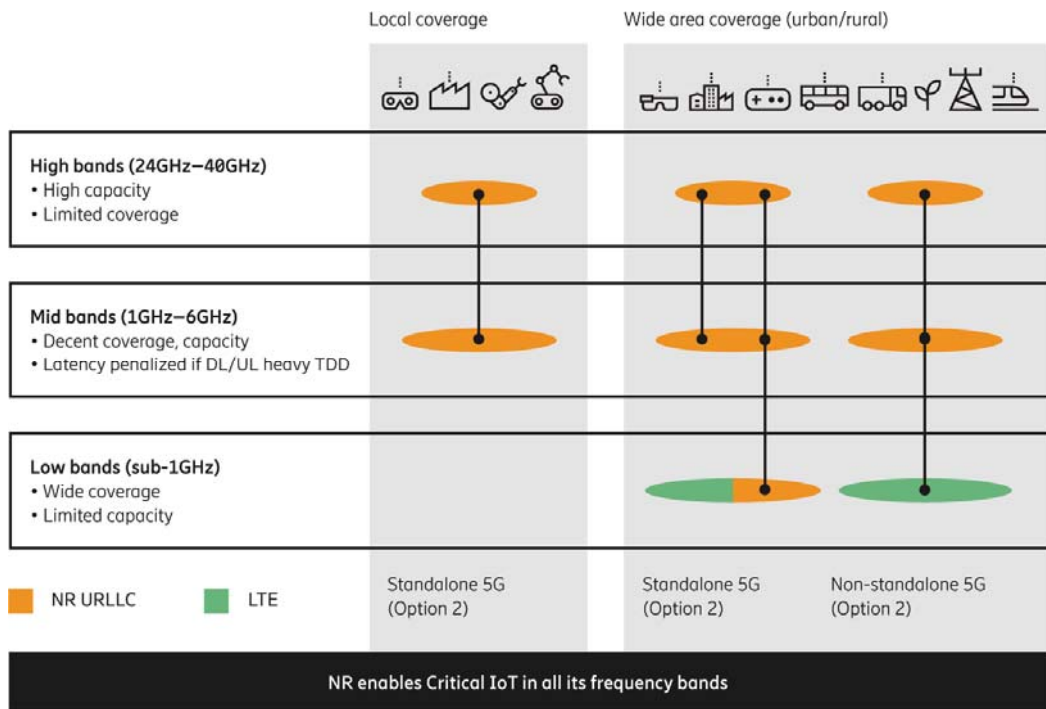 Local coverage
Wide area coverage (urban/rural)
High bands (24GHz—40GHz)
• High capacity
• Limited coverage
Mid bands (1GHz—6GHz)
• Decent coverage, capacity
• Latency penalized if DL/UL heavy TDD
Low bands (sub-1GHz)
• Wide coverage
• Limited capacity
NR URLLC
LTE
Standalone 5G
(Option 2)
Standalone 5G
(Option 2)
Non-standalone 5G
(Option 2)
NR enables Critical IoT in all its frequency bands